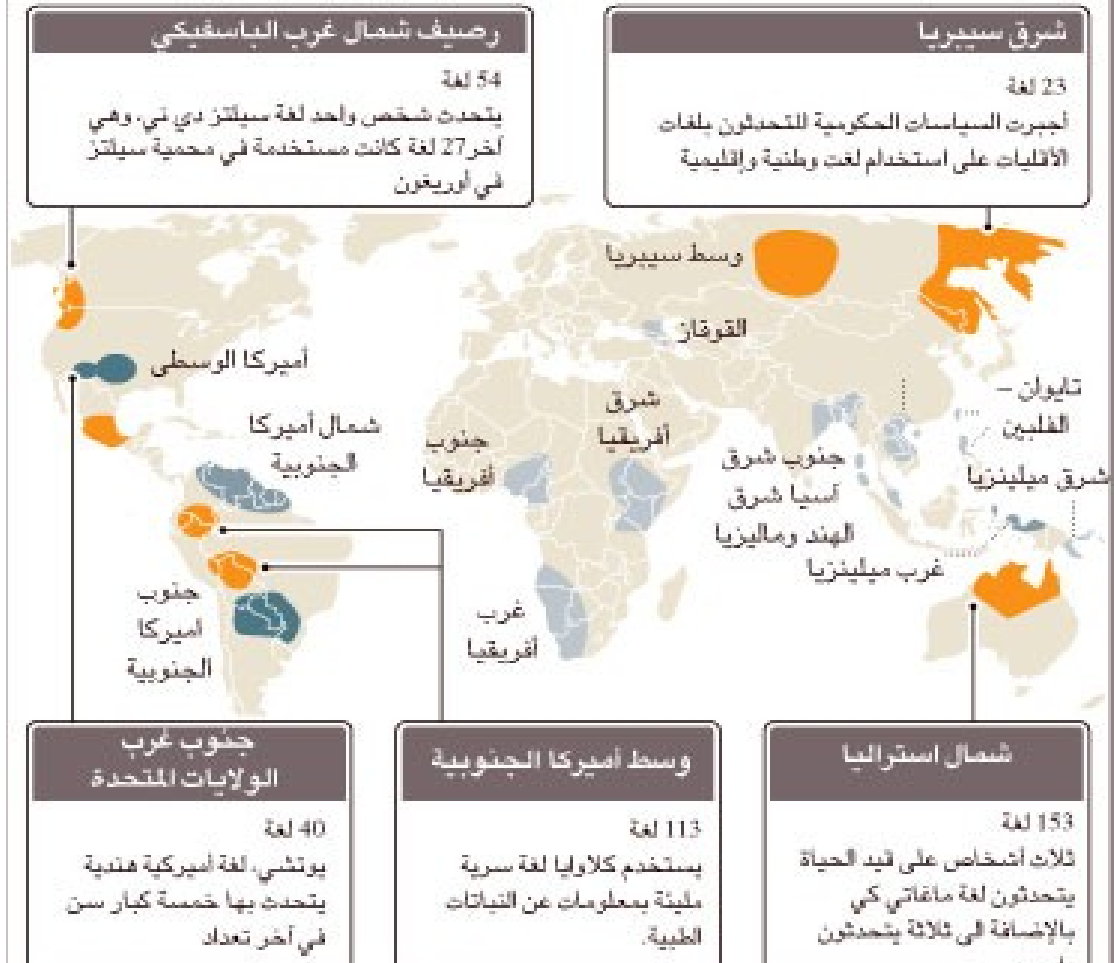 شرق سيبريا
23 لغة
أجبرت السياسات الحكومية للتحدثون بلغات
الأقليات على استخدام لغت وطنية وإقليمية
رصيف شمال غرب الباسفيكي
54 لغة
يتحدث شخص واحد لغة سيلتز دي ني، وهي
آخر 27 لغة كانت مستخدمة في محمية سيلتز
في أوريغون
وسط سيبريا
القوقاز
أميركا الوسطى
تايوان –
الفلبين
شرق
أفريقيا
شمال أميركا
الجنوبية
جنوب
أفريقيا
جنوب شرق
آسيا شرق
الهند وماليزيا
شرق ميلينزيا
غرب ميلينزيا
غرب
أفريقيا
جنوب
اميركا
الجنوبية
شمال استراليا
153 لغة
ثلاث أشخاص على قيد الحياة
يتحدثون لغة ماغاتي كي
بالإضافة الى ثلاثة يتحدثون
وسط أميركا الجنوبية
113 لغة
يستخدم كلاوايا لغة سرية
مليئة بمعلومات عن النباتات
الطبية.
جنوب غرب
الولايات المتحدة
40 لغة
يوتشي، لغة أميركية هندية
يتحدث بها خمسة كبار سن
في آخر تعداد